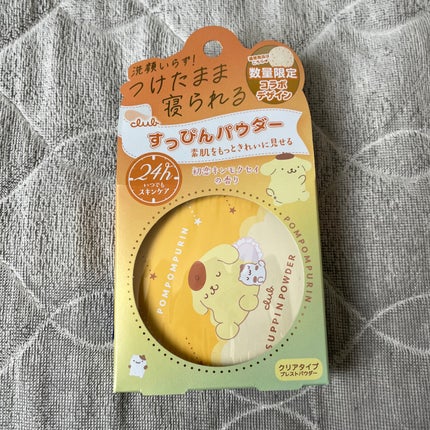 洗顔いらず!
つけたまま
寝られる
数量限定
コラボ
デザイン
club
すっぴんパウダー
素肌をもっときれいに見せる
24h
いつでも
スキンケア
初恋キンモクセイ
の香り
POMPOMPURIN
POMPOMPURIN
club
SUPPIN POWDER
クリアタイプ
プレストパウダー